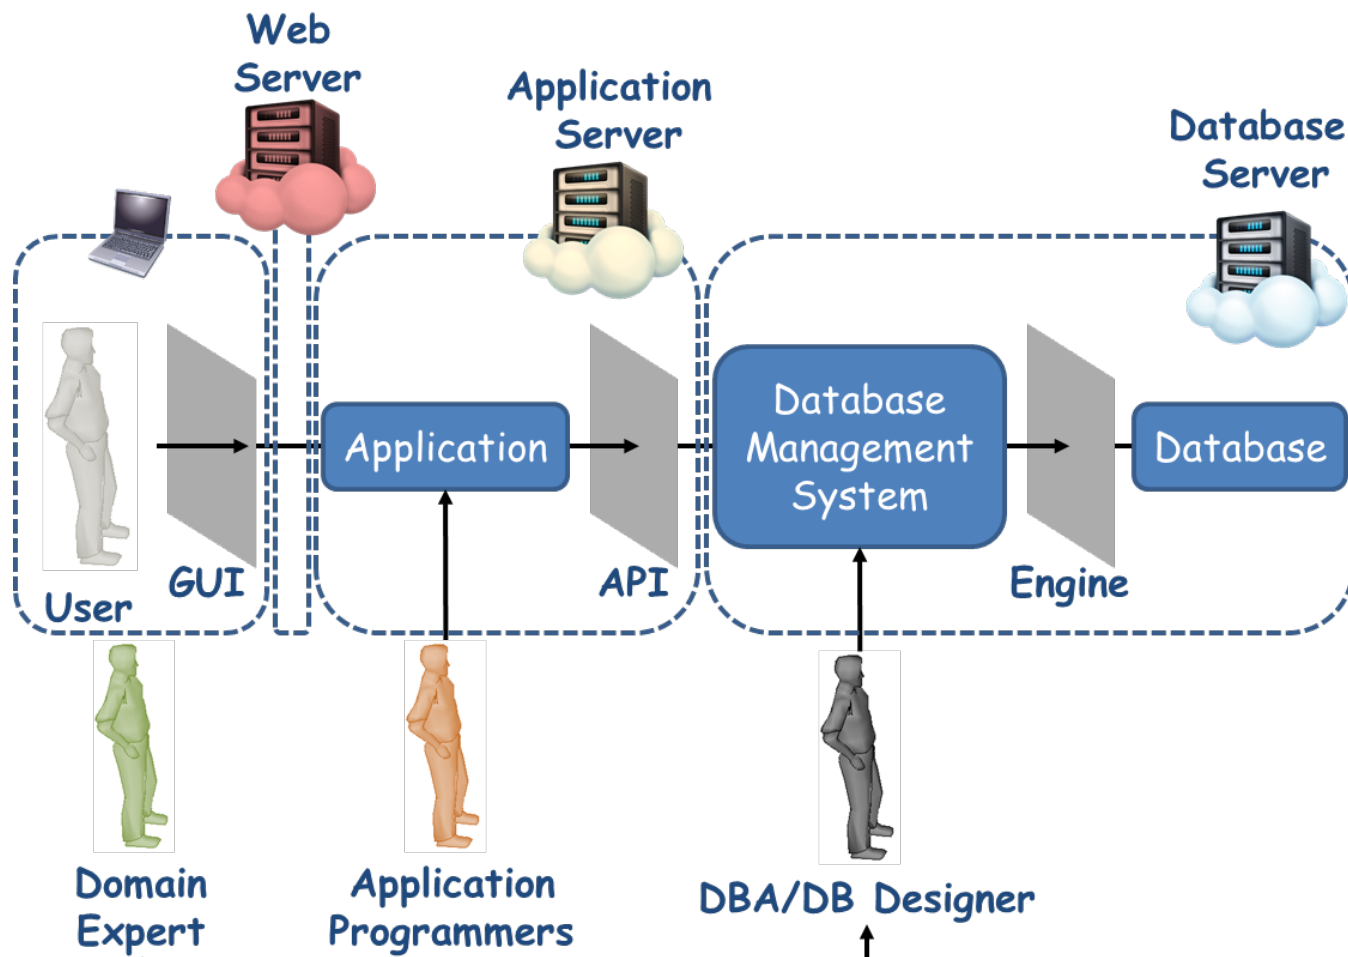 Web
Server
Application
Server
Database
Server
Application
Database
Management
System
Database
User
GUI
API
Engine
Domain
Expert
Application
Programmers
DBA/DB Designer